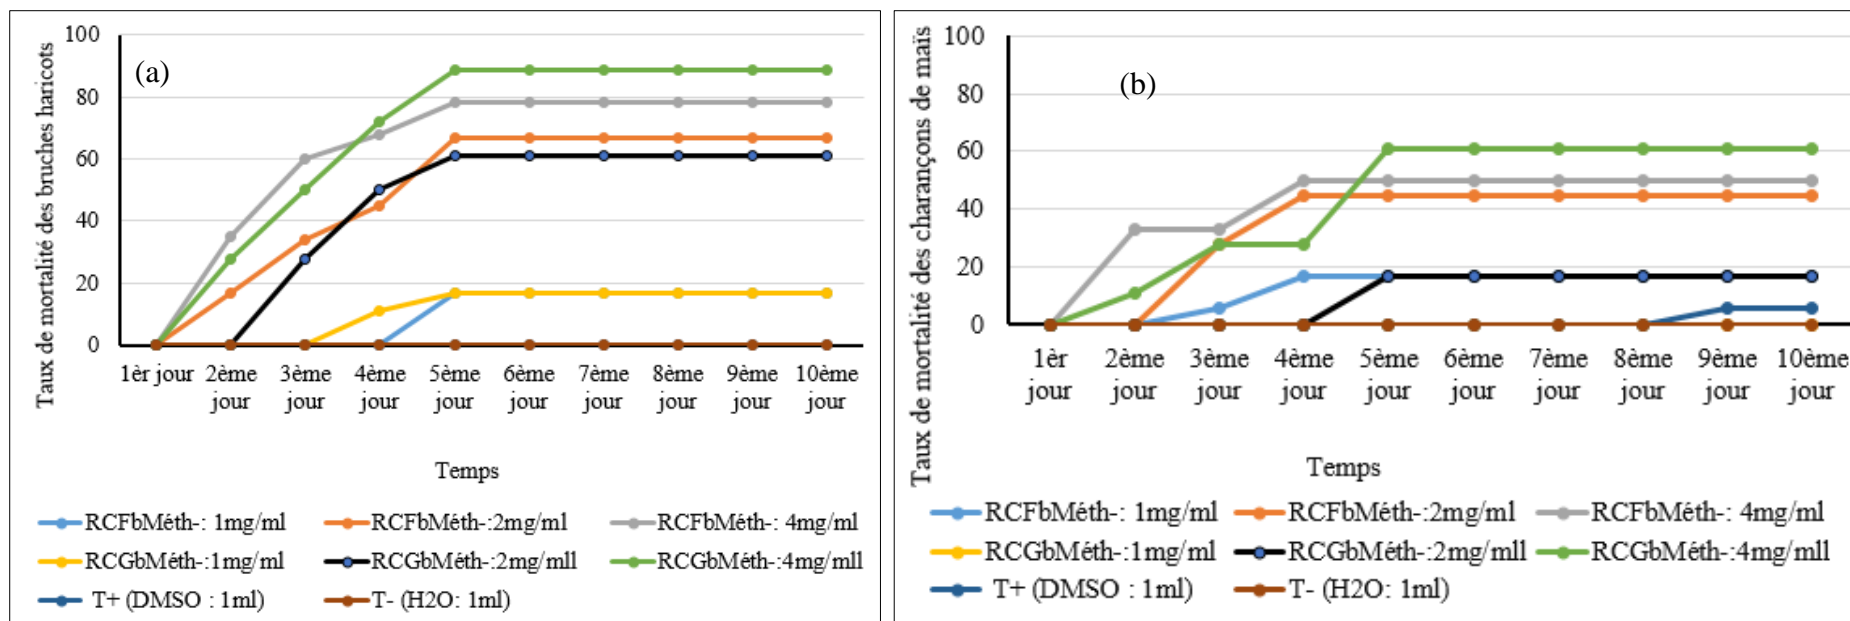 Taux de mortalité des bruches haricots
(a)
100
80
60
40
20
0
1èr jour 2ème jour 3ème jour 4ème jour 5ème jour 6ème jour 7ème jour 8ème jour 9ème jour 10ème jour
Temps
RCFbMéth-: 1mg/ml RCFbMéth-:2mg/ml RCFbMéth-: 4mg/ml
RCGbMéth-:1mg/ml RCGbMéth-:2mg/mll RCGbMéth-:4mg/mll
T+ (DMSO : 1ml) T- (H2O: 1ml)
Taux de mortalité des charançons de maïs
(b)
100
80
60
40
20
0
1èr jour 2ème jour 3ème jour 4ème jour 5ème jour 6ème jour 7ème jour 8ème jour 9ème jour 10ème jour
Temps
RCFbMéth-: 1mg/ml RCFbMéth-:2mg/ml RCFbMéth-: 4mg/ml
RCGbMéth-:1mg/ml RCGbMéth-:2mg/mll RCGbMéth-:4mg/mll
T+ (DMSO : 1ml) T- (H2O: 1ml)